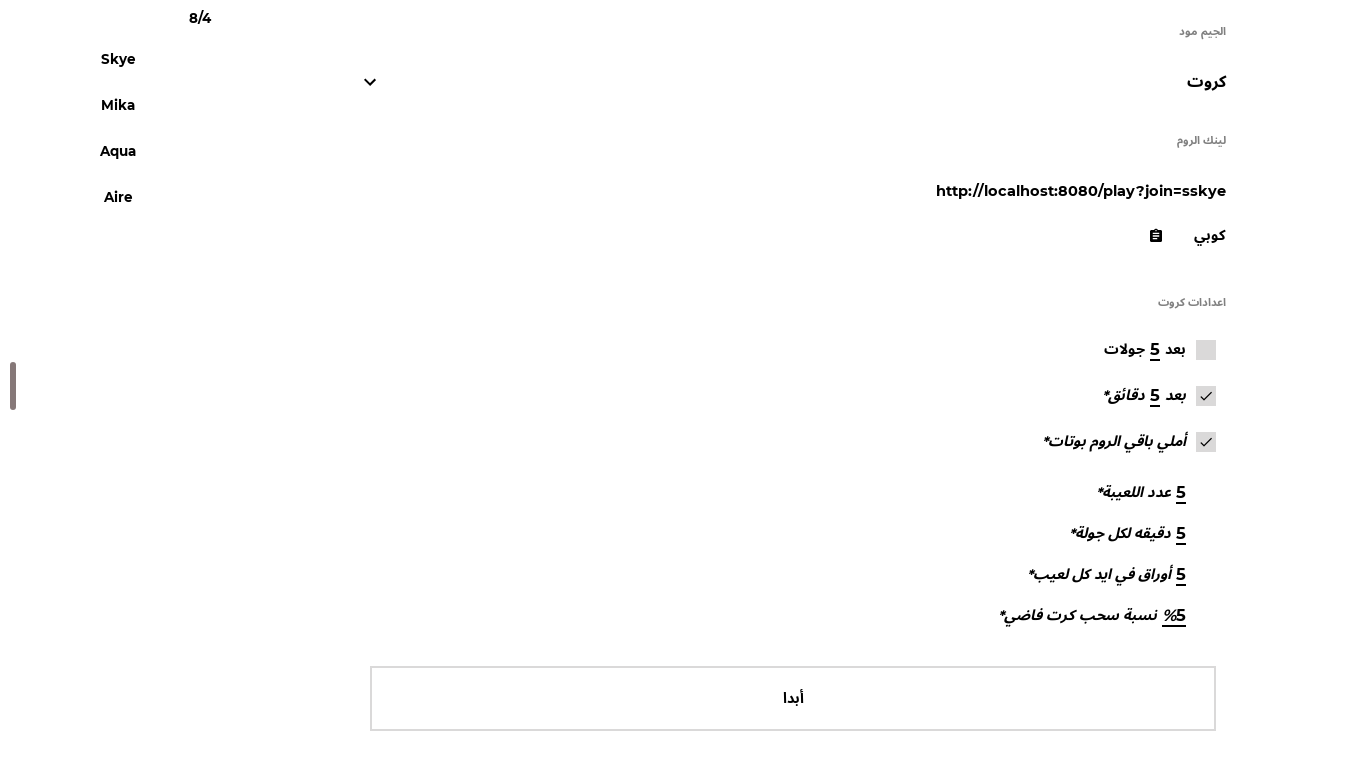 الجيم مود
كروت
لينك الروم
http://localhost:8080/play?join=sskye
كوبي
اعدادات كروت
بعد 5 جولات
بعد 5 دقائق*
أملي باقي الروم بوتات*
5 عدد اللعيبة*
5 دقيقه لكل جولة*
5 أوراق في ايد كل لعيب*
5% نسبة سحب كرت فاضي*
أبدا
8/4
Skye
Mika
Aqua
Aire